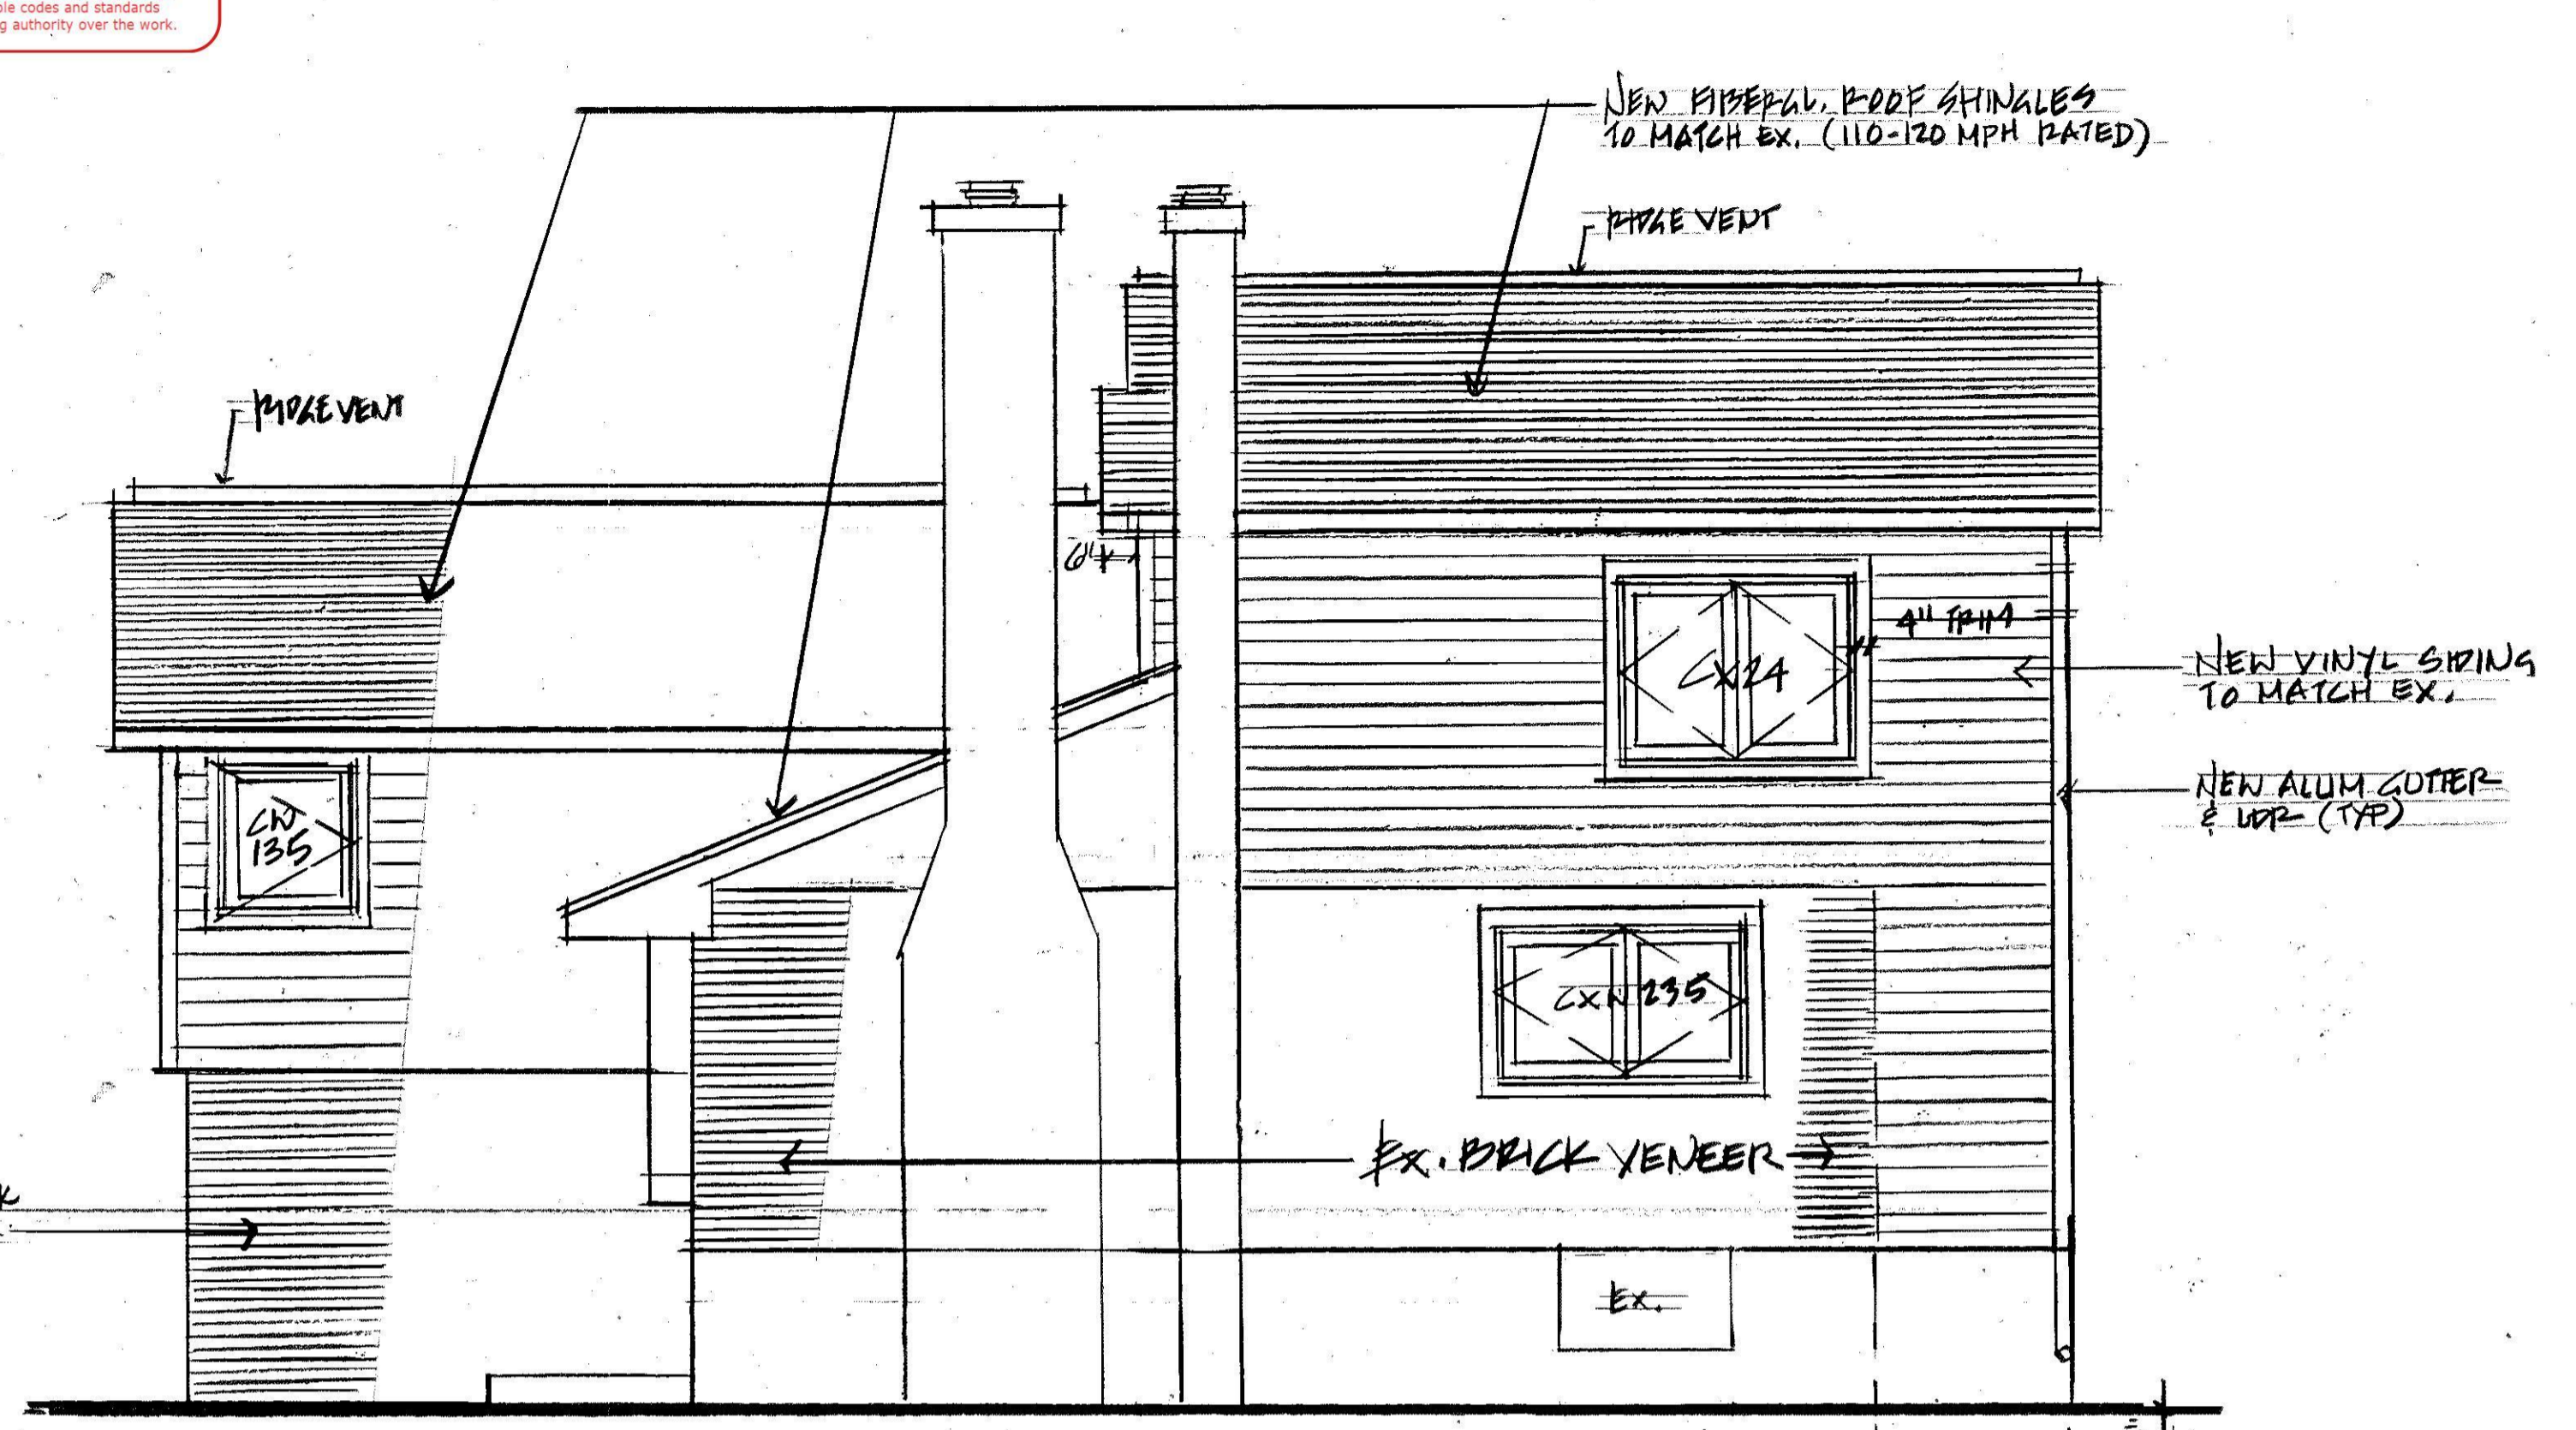 ble codes and standards
g authority over the work.
NEW FIBERGL. ROOF SHINGLES
TO MATCH EX. (110-120 MPH RATED)
RIDGE VENT
RIDGE VENT
6"
4" TRIM
CX24
NEW VINYL SIDING
TO MATCH EX.
NEW ALUM GUTTER
& LDR (TYP)
CW
135
CXW 235
EX. BRICK VENEER
K
EX.